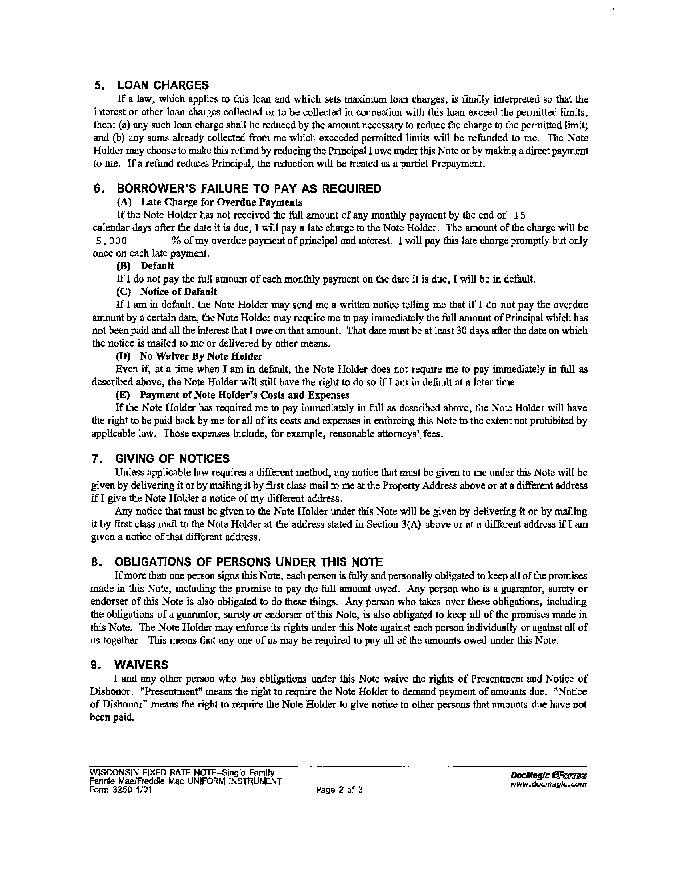 5. LOAN CHARGES
If a law, which applies to this loan and which sets maximum loan charges, is finally interpreted so that the
interest or other loan charges collected or to be collected in connection with this loan exceed the permitted limits,
then: (a) any such loan charge shall be reduced by the amount necessary to reduce the charge to the permitted limit;
and (b) any sums already collected from me which exceeded permitted limits will be refunded to me. The Note
Holder may choose to make this refund by reducing the Principal I owe under this Note or by making a direct payment
to me. If a refund reduces Principal, the reduction will be treated as a partial Prepayment.
6. BORROWER'S FAILURE TO PAY AS REQUIRED
(A) Late Charge for Overdue Payments
If the Note Holder has not received the full amount of any monthly payment by the end of 15
calendar days after the date it is due, I will pay a late charge to the Note Holder. The amount of the charge will be
5.000 % of my overdue payment of principal and interest. I will pay this late charge promptly but only
once on each late payment.
(B) Default
If I do not pay the full amount of each monthly payment on the date it is due, I will be in default.
(C) Notice of Default
If I am in default, the Note Holder may send me a written notice telling me that if I do not pay the overdue
amount by a certain date, the Note Holder may require me to pay immediately the full amount of Principal which has
not been paid and all the interest that I owe on that amount. That date must be at least 30 days after the date on which
the notice is mailed to me or delivered by other means.
(D) No Waiver By Note Holder
Even if, at a time when I am in default, the Note Holder does not require me to pay immediately in full as
described above, the Note Holder will still have the right to do so if I am in default at a later time.
(E) Payment of Note Holder's Costs and Expenses
If the Note Holder has required me to pay immediately in full as described above, the Note Holder will have
the right to be paid back by me for all of its costs and expenses in enforcing this Note to the extent not prohibited by
applicable law. Those expenses include, for example, reasonable attorneys' fees.
7. GIVING OF NOTICES
Unless applicable law requires a different method, any notice that must be given to me under this Note will be
given by delivering it or by mailing it by first class mail to me at the Property Address above or at a different address
if I give the Note Holder a notice of my different address.
Any notice that must be given to the Note Holder under this Note will be given by delivering it or by mailing
it by first class mail to the Note Holder at the address stated in Section 3(A) above or at a different address if I am
given a notice of that different address.
8. OBLIGATIONS OF PERSONS UNDER THIS NOTE
If more than one person signs this Note, each person is fully and personally obligated to keep all of the promises
made in this Note, including the promise to pay the full amount owed. Any person who is a guarantor, surety or
endorser of this Note is also obligated to do these things. Any person who takes over these obligations, including
the obligations of a guarantor, surety or endorser of this Note, is also obligated to keep all of the promises made in
this Note. The Note Holder may enforce its rights under this Note against each person individually or against all of
us together. This means that any one of us may be required to pay all of the amounts owed under this Note.
9. WAIVERS
I and any other person who has obligations under this Note waive the rights of Presentment and Notice of
Dishonor. "Presentment" means the right to require the Note Holder to demand payment of amounts due. "Notice
of Dishonor" means the right to require the Note Holder to give notice to other persons that amounts due have not
been paid.
WISCONSIN FIXED RATE NOTE--Single Family
Fannie Mae/Freddie Mac UNIFORM INSTRUMENT
Form 3250 1/01
Page 2 of 3
DocMagic
www.docmagic.com